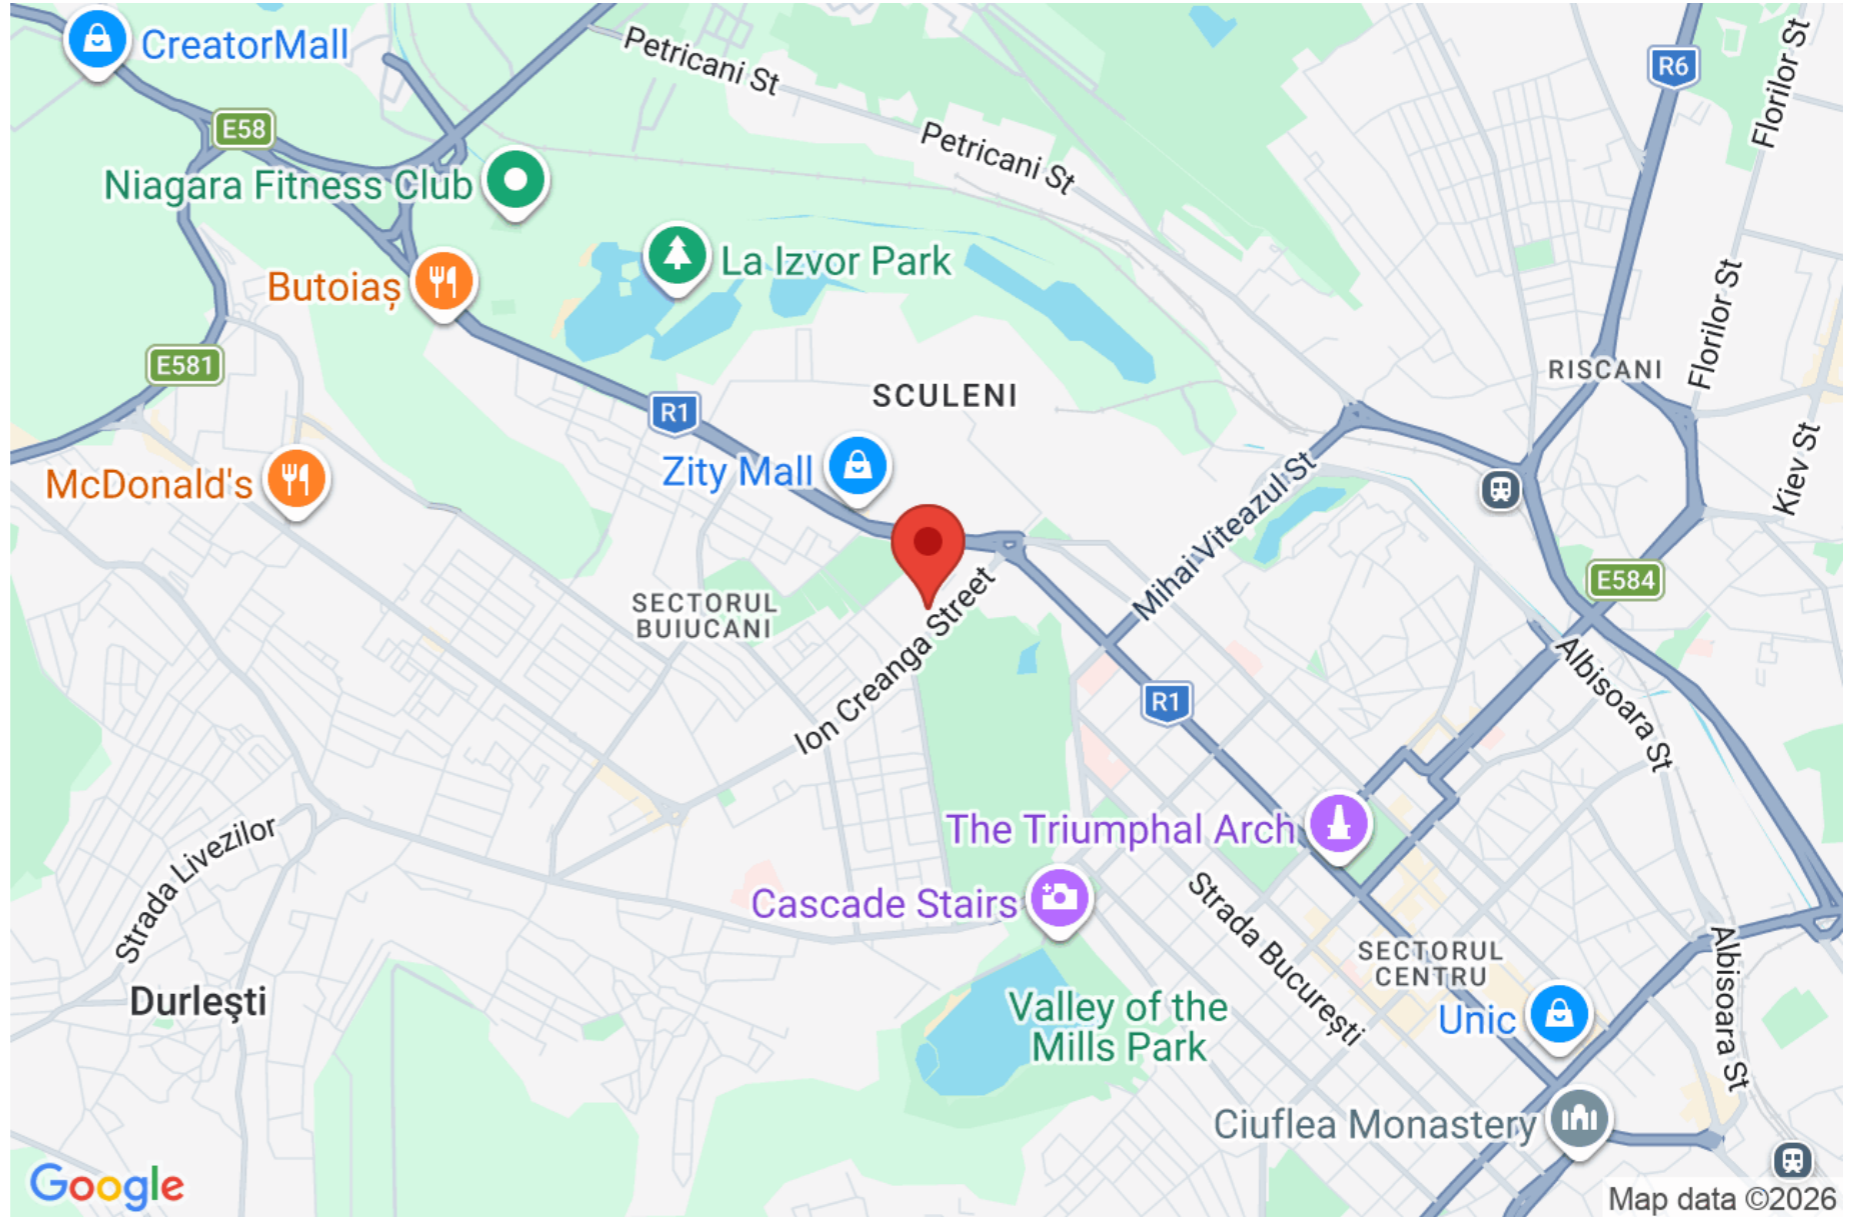 CreatorMall
Petricani St
R6
Florilor St
E58
Petricani St
Niagara Fitness Club
La Izvor Park
Butoiaș
Florilor St
E581
RISCANI
SCULENI
R1
Zity Mall
McDonald's
Kiev St
Mihai Viteazul St
E584
SECTORUL
BUIUCANI
Ion Creanga Street
Albisoara St
R1
The Triumphal Arch
Strada Livezilor
Cascade Stairs
Strada București
SECTORUL
CENTRU
Albisoara St
Durleşti
Valley of the
Mills Park
Unic
Ciuflea Monastery
Google
Map data ©2026